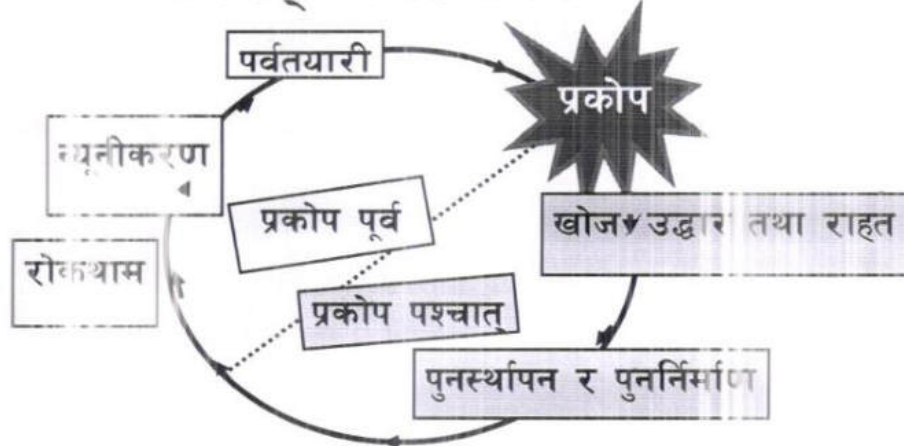 पर्वतयारी
प्रकोप
न्यूनीकरण
प्रकोप पूर्व
खोज, उद्धार तथा राहत
रोकथाम
प्रकोप पश्चात्
पुनर्स्थापन र पुनर्निर्माण